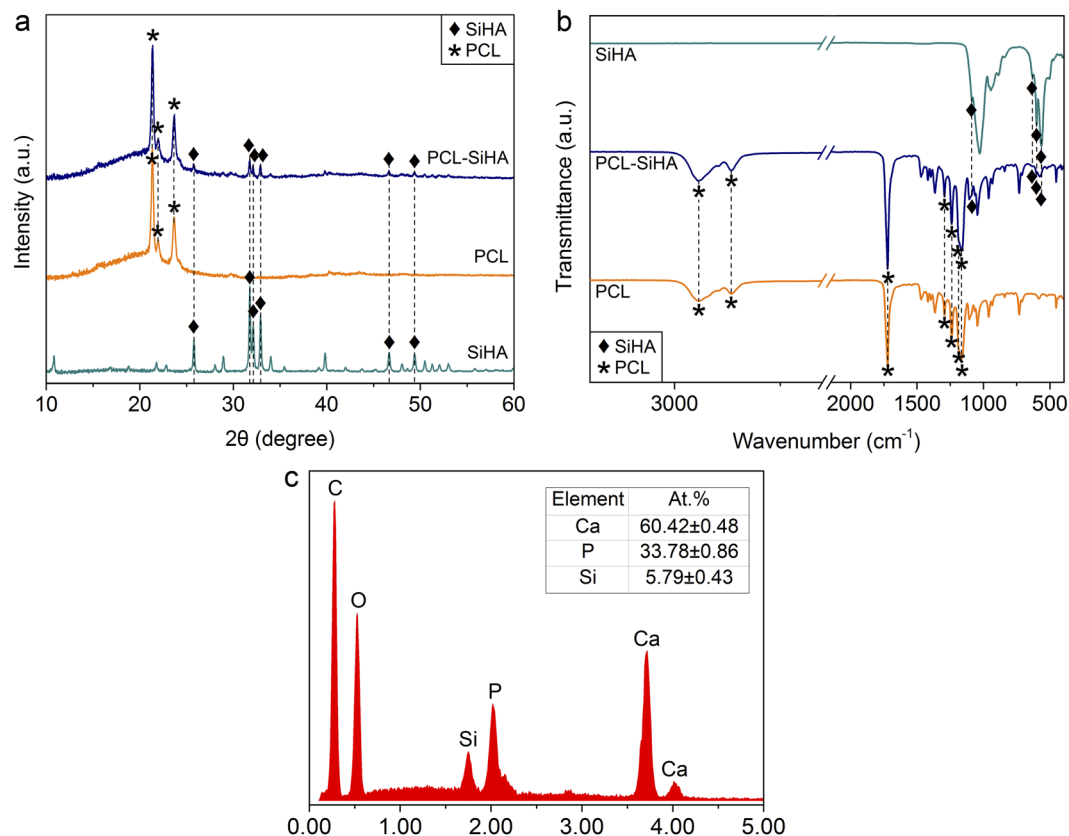 a
Intensity (a.u.)
◆ SiHA
* PCL
PCL-SiHA
PCL
SiHA
10 20 30 40 50 60
2θ (degree)
b
Transmittance (a.u.)
SiHA
PCL-SiHA
PCL
◆ SiHA
* PCL
3000 2000 1500 1000 500
Wavenumber (cm⁻¹)
c
C
O
Si
P
Ca
Ca
Element At.%
Ca 60.42±0.48
P 33.78±0.86
Si 5.79±0.43
0.00 1.00 2.00 3.00 4.00 5.00